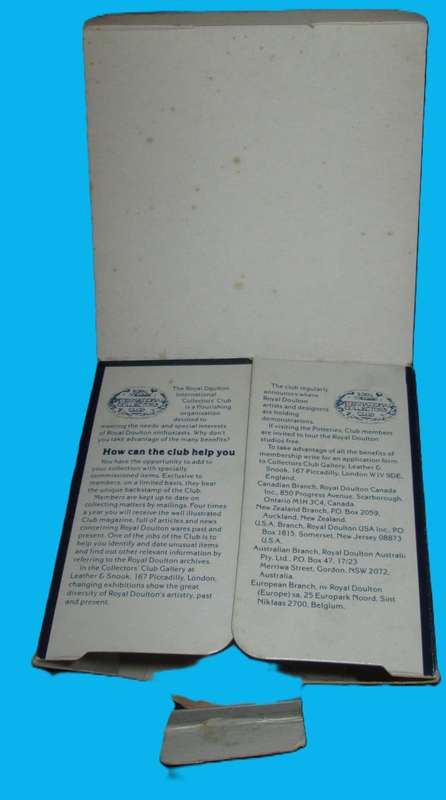 ROYAL DOULTON
INTERNATIONAL
COLLECTORS
CLUB
The Royal Doulton
International
Collectors' Club
is a flourishing
organisation
devoted to
meeting the needs and special interests
of Royal Doulton enthusiasts. Why don't
you take advantage of the many benefits?
How can the club help you
You have the opportunity to add to
your collection with specially
commissioned items. Exclusive to
members, on a limited basis, they bear
the unique backstamp of the Club.
Members are kept up to date on
collecting matters by mailings. Four times
a year you will receive the well illustrated
Club magazine, full of articles and news
concerning Royal Doulton wares past and
present. One of the jobs of the Club is to
help you identify and date unusual items
and find out other relevant information by
referring to the Royal Doulton archives.
In the Collectors' Club Gallery at
Leather & Snook, 167 Piccadilly, London,
changing exhibitions show the great
diversity of Royal Doulton's artistry, past
and present.
The club regularly
announces where
Royal Doulton
artists and designers
are holding
demonstrations.
INTERNATIONAL
COLLECTORS
CLUB
If visiting the Potteries, Club members
are invited to tour the Royal Doulton
studios free.
To take advantage of all the benefits of
membership write for an application form
to Collectors Club Gallery, Leather &
Snook, 167 Piccadilly, London W1V 9DE,
England.
Canadian Branch, Royal Doulton Canada
Inc., 850 Progress Avenue, Scarborough,
Ontario M1H 3C4, Canada.
New Zealand Branch, P.O. Box 2059,
Auckland, New Zealand.
U.S.A. Branch, Royal Doulton USA Inc., PO
Box 1815, Somerset, New Jersey 08873
U.S.A.
Australian Branch, Royal Doulton Australia
Pty. Ltd., P.O. Box 47, 17/23
Merriwa Street, Gordon, NSW 2072,
Australia.
European Branch, nv Royal Doulton
(Europe) sa, 25 Europark Noord, Sint
Niklaas 2700, Belgium.